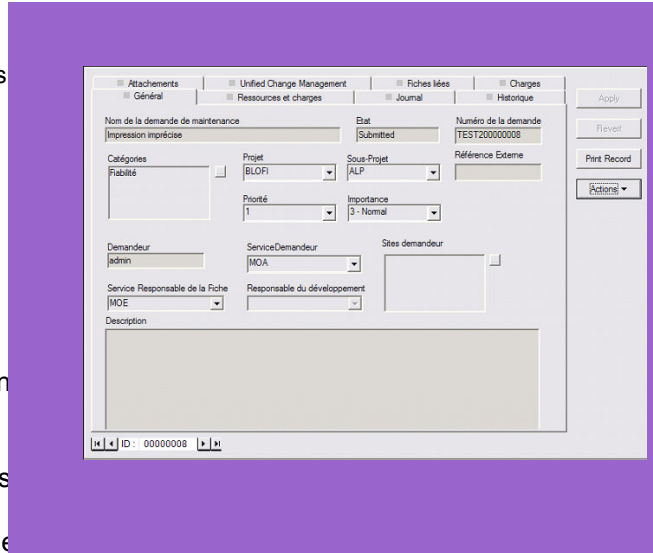 s
n
s
e
Attachements Unified Change Management Fiches liées Charges
Général Ressources et charges Journal Historique
Apply
Revert
Print Record
Actions
Nom de la demande de maintenance Etat Numéro de la demande
Impression imprécise Submitted TEST200000008
Catégories Projet Sous-Projet Référence Externe
Fiabilité BLOFI ALP
Priorité Importance
1 3 - Normal
Demandeur ServiceDemandeur Sites demandeur
admin MOA
Service Responsable de la Fiche Responsable du développement
MOE
Description
ID : 00000008